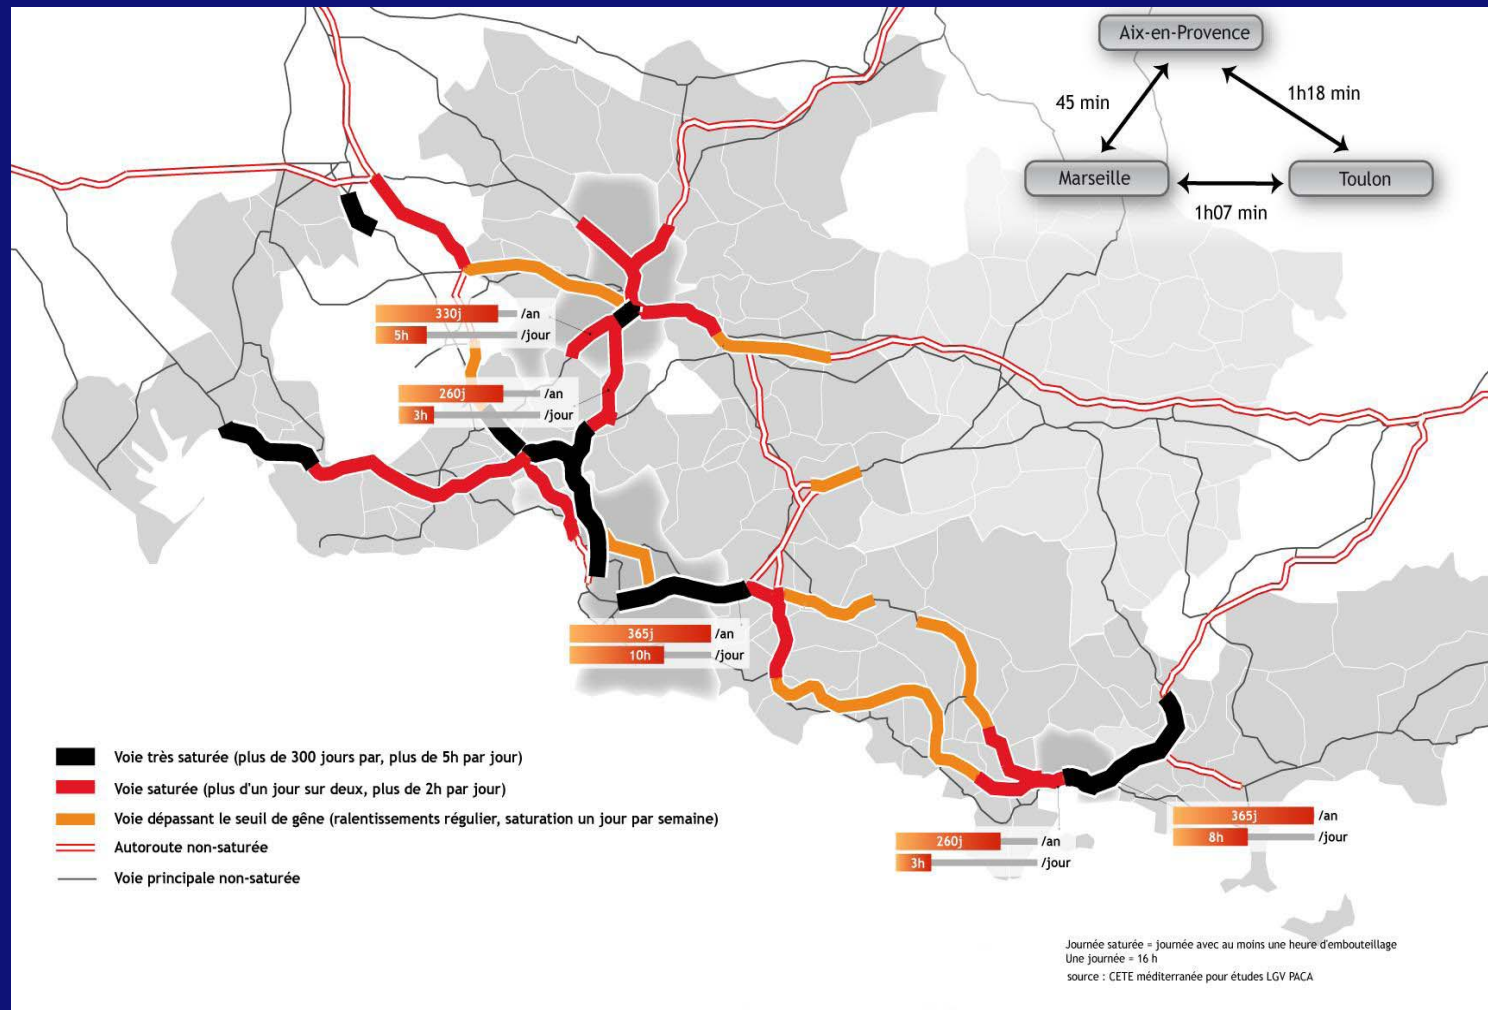 Aix-en-Provence
45 min
1h18 min
Marseille
Toulon
1h07 min
330j /an
5h /jour
260j /an
3h /jour
365j /an
10h /jour
Voie très saturée (plus de 300 jours par, plus de 5h par jour)
Voie saturée (plus d'un jour sur deux, plus de 2h par jour)
Voie dépassant le seuil de gêne (ralentissements régulier, saturation un jour par semaine)
Autoroute non-saturée
Voie principale non-saturée
260j /an
3h /jour
365j /an
8h /jour
Journée saturée = journée avec au moins une heure d'embouteillage
Une journée = 16 h
source : CETE méditerranée pour études LGV PACA